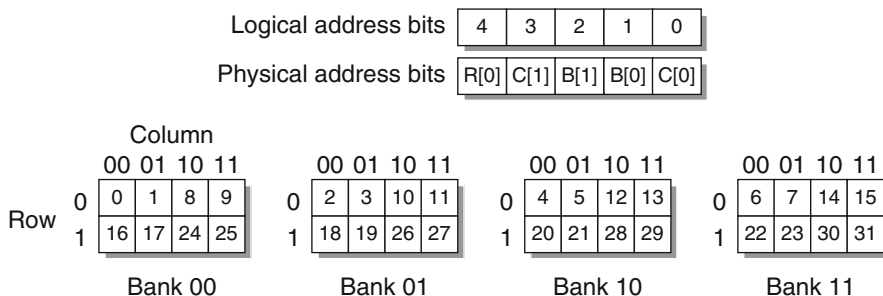 Logical address bits 4 3 2 1 0
Physical address bits R[0] C[1] B[1] B[0] C[0]
Column
00 01 10 11 00 01 10 11 00 01 10 11 00 01 10 11
0 0 1 8 9 0 2 3 10 11 0 4 5 12 13 0 6 7 14 15
Row
1 16 17 24 25 1 18 19 26 27 1 20 21 28 29 1 22 23 30 31
Bank 00 Bank 01 Bank 10 Bank 11